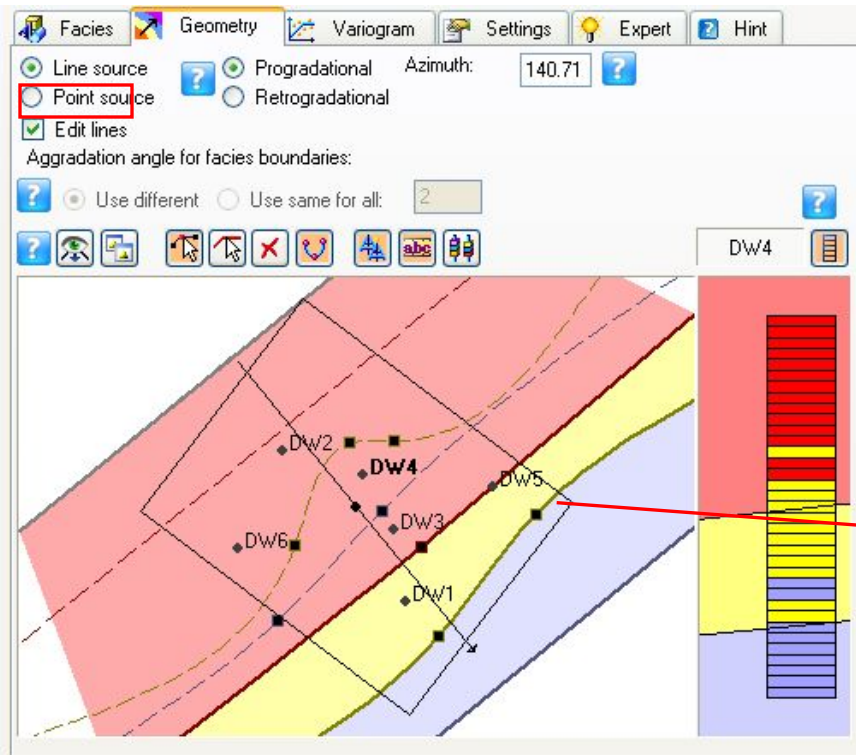 Facies Geometry Variogram Settings Expert Hint
Line source ? Progradational Azimuth: 140.71 ?
Point source Retrogradational
Edit lines
Aggradation angle for facies boundaries:
? Use different Use same for all: 2 ?
? abc DW4
DW2
DW4
DW5
DW3
DW6
DW1